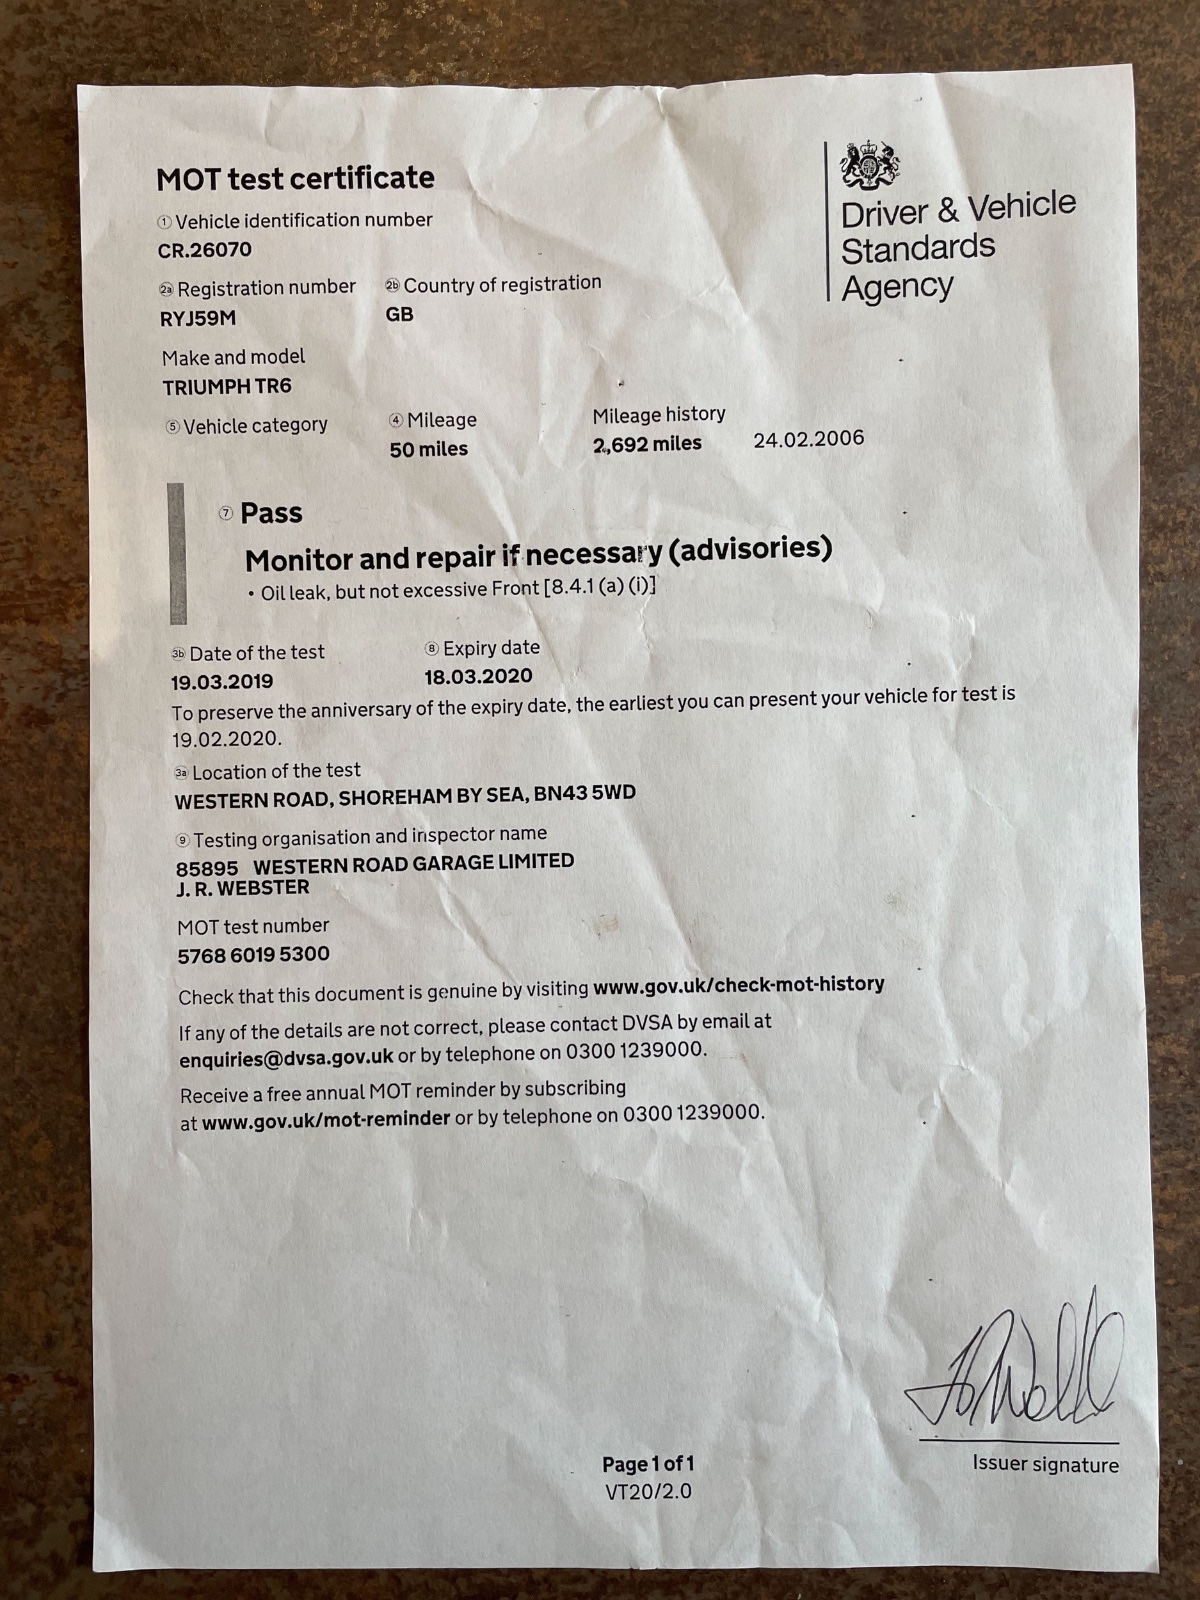 MOT test certificate
Driver & Vehicle
Standards
Agency
1 Vehicle identification number
CR.26070
2a Registration number 2b Country of registration
RYJ59M GB
Make and model
TRIUMPH TR6
5 Vehicle category 4 Mileage Mileage history
50 miles 2,692 miles 24.02.2006
7 Pass
Monitor and repair if necessary (advisories)
• Oil leak, but not excessive Front [8.4.1 (a) (i)]
3b Date of the test 8 Expiry date
19.03.2019 18.03.2020
To preserve the anniversary of the expiry date, the earliest you can present your vehicle for test is
19.02.2020.
3a Location of the test
WESTERN ROAD, SHOREHAM BY SEA, BN43 5WD
9 Testing organisation and inspector name
85895 WESTERN ROAD GARAGE LIMITED
J. R. WEBSTER
MOT test number
5768 6019 5300
Check that this document is genuine by visiting www.gov.uk/check-mot-history
If any of the details are not correct, please contact DVSA by email at
enquiries@dvsa.gov.uk or by telephone on 0300 1239000.
Receive a free annual MOT reminder by subscribing
at www.gov.uk/mot-reminder or by telephone on 0300 1239000.
Issuer signature
Page 1 of 1
VT20/2.0